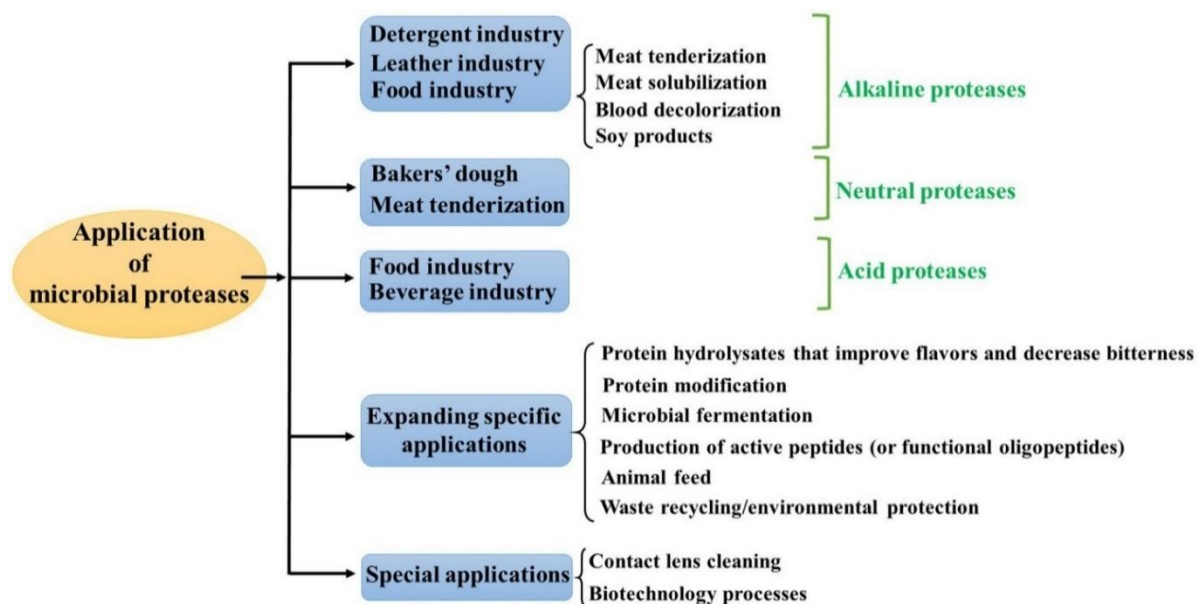 Application
of
microbial proteases
Detergent industry
Leather industry
Food industry
Meat tenderization
Meat solubilization
Blood decolorization
Soy products
Alkaline proteases
Bakers’ dough
Meat tenderization
Neutral proteases
Food industry
Beverage industry
Acid proteases
Expanding specific
applications
Protein hydrolysates that improve flavors and decrease bitterness
Protein modification
Microbial fermentation
Production of active peptides (or functional oligopeptides)
Animal feed
Waste recycling/environmental protection
Special applications
Contact lens cleaning
Biotechnology processes